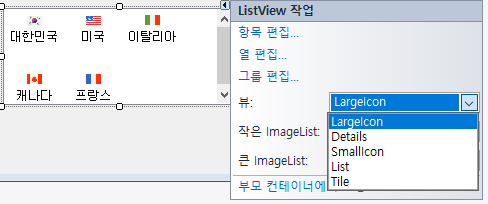 대한민국 미국 이탈리아
캐나다 프랑스
ListView 작업
항목 편집...
열 편집...
그룹 편집...
뷰: LargeIcon
LargeIcon
Details
작은 ImageList:
SmallIcon
List
큰 ImageList:
Tile
부모 컨테이너에